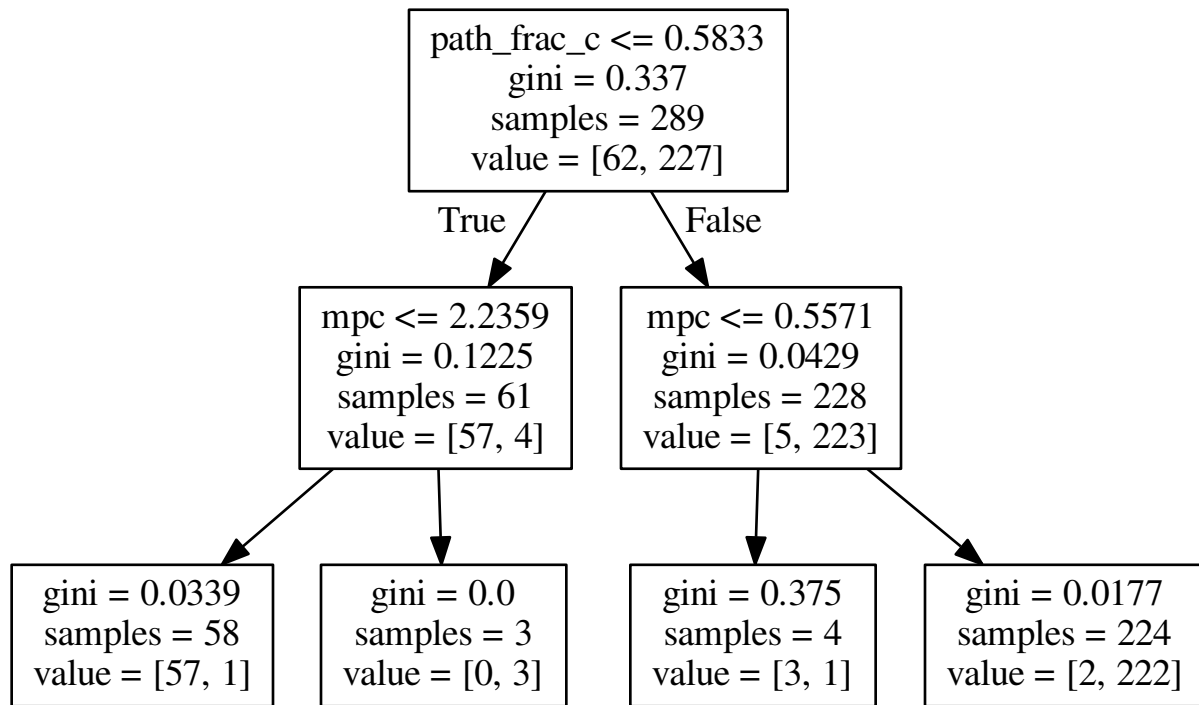 path_frac_c <= 0.5833
gini = 0.337
samples = 289
value = [62, 227]
True
False
mpc <= 2.2359
gini = 0.1225
samples = 61
value = [57, 4]
mpc <= 0.5571
gini = 0.0429
samples = 228
value = [5, 223]
gini = 0.0339
samples = 58
value = [57, 1]
gini = 0.0
samples = 3
value = [0, 3]
gini = 0.375
samples = 4
value = [3, 1]
gini = 0.0177
samples = 224
value = [2, 222]